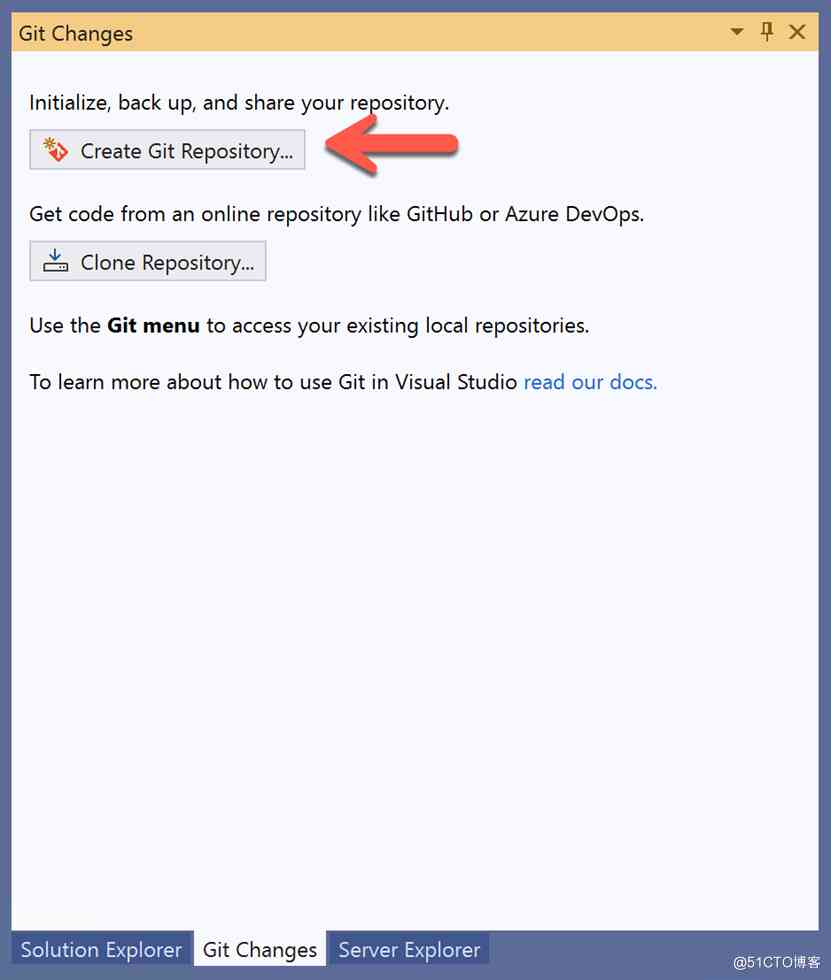 Git Changes
Initialize, back up, and share your repository.
Create Git Repository...
Get code from an online repository like GitHub or Azure DevOps.
Clone Repository...
Use the Git menu to access your existing local repositories.
To learn more about how to use Git in Visual Studio read our docs.
Solution Explorer
Git Changes
Server Explorer
@51CTO博客